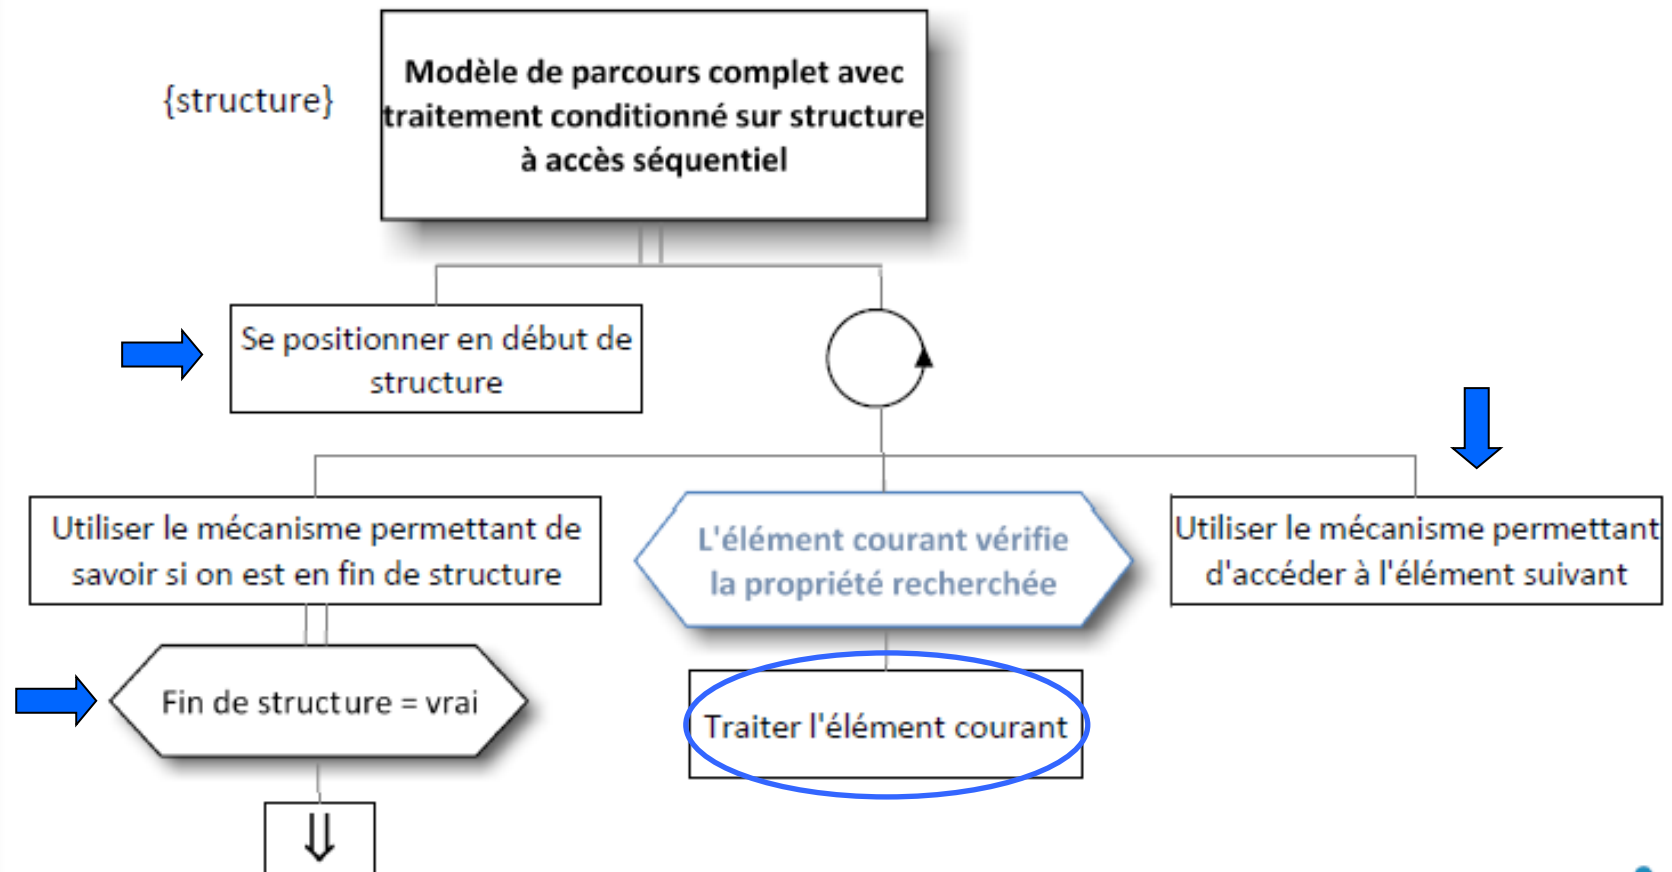 {structure}
Modèle de parcours complet avec
traitement conditionné sur structure
à accès séquentiel
Se positionner en début de
structure
Utiliser le mécanisme permettant de
savoir si on est en fin de structure
L'élément courant vérifie
la propriété recherchée
Utiliser le mécanisme permettant
d'accéder à l'élément suivant
Fin de structure = vrai
Traiter l'élément courant